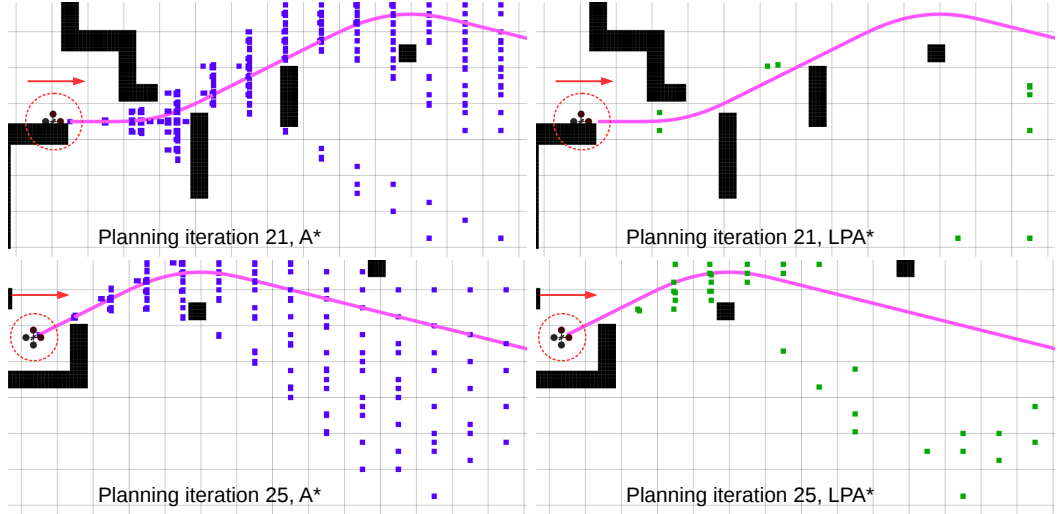 Planning iteration 21, A*
Planning iteration 21, LPA*
Planning iteration 25, A*
Planning iteration 25, LPA*